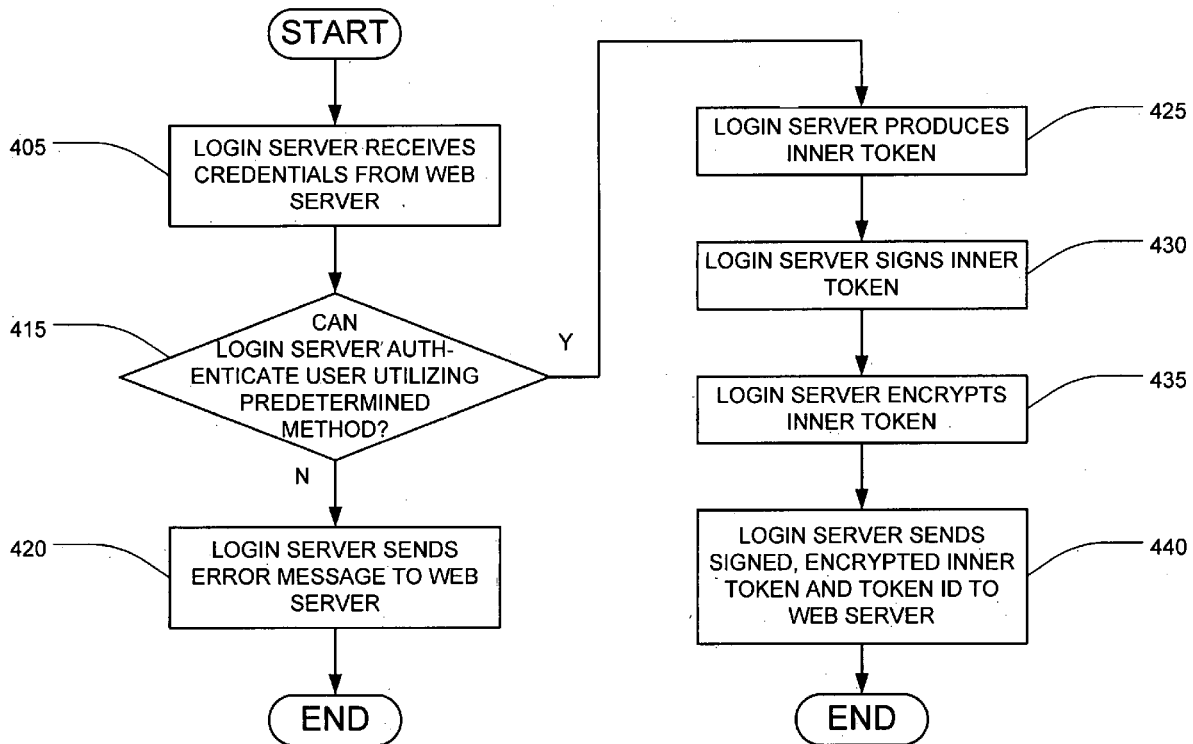 START
405
LOGIN SERVER RECEIVES
CREDENTIALS FROM WEB
SERVER
415
CAN
LOGIN SERVER AUTH-
ENTICATE USER UTILIZING
PREDETERMINED
METHOD?
Y
N
420
LOGIN SERVER SENDS
ERROR MESSAGE TO WEB
SERVER
END
LOGIN SERVER PRODUCES
INNER TOKEN
425
LOGIN SERVER SIGNS INNER
TOKEN
430
LOGIN SERVER ENCRYPTS
INNER TOKEN
435
LOGIN SERVER SENDS
SIGNED, ENCRYPTED INNER
TOKEN AND TOKEN ID TO
WEB SERVER
440
END